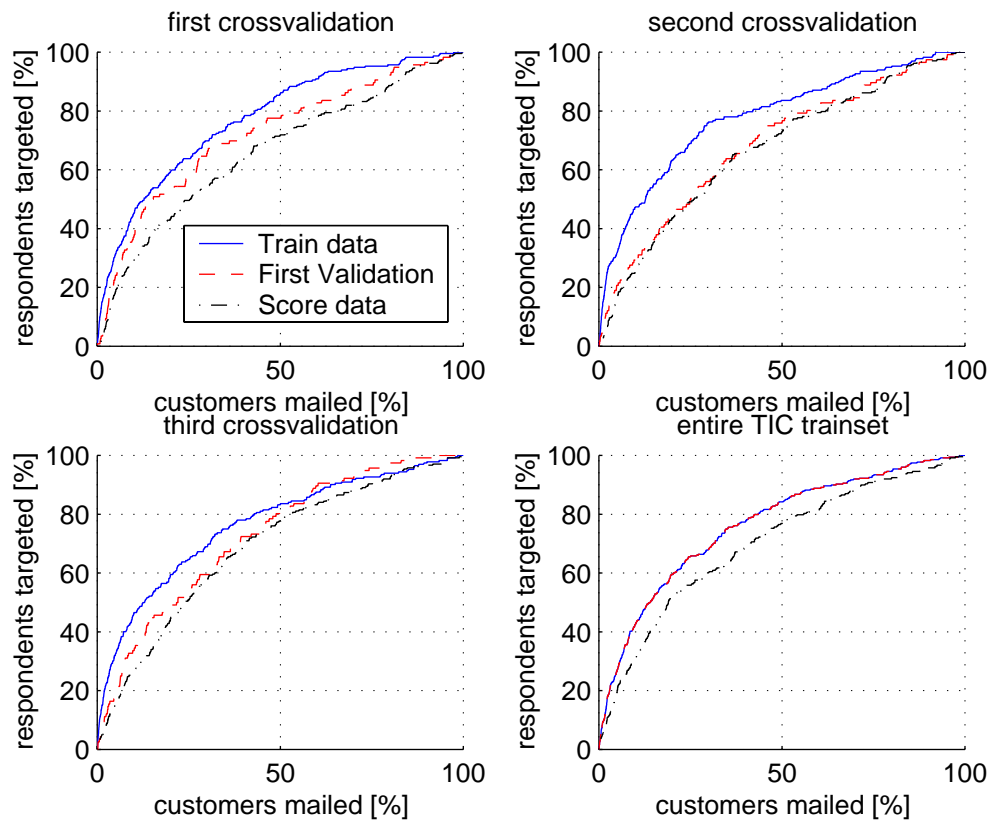 first crossvalidation
respondents targeted [%]
100
80
60
40
20
0
0
50
100
customers mailed [%]
Train data
First Validation
Score data
second crossvalidation
respondents targeted [%]
100
80
60
40
20
0
0
50
100
customers mailed [%]
third crossvalidation
respondents targeted [%]
100
80
60
40
20
0
0
50
100
customers mailed [%]
entire TIC trainset
respondents targeted [%]
100
80
60
40
20
0
0
50
100
customers mailed [%]